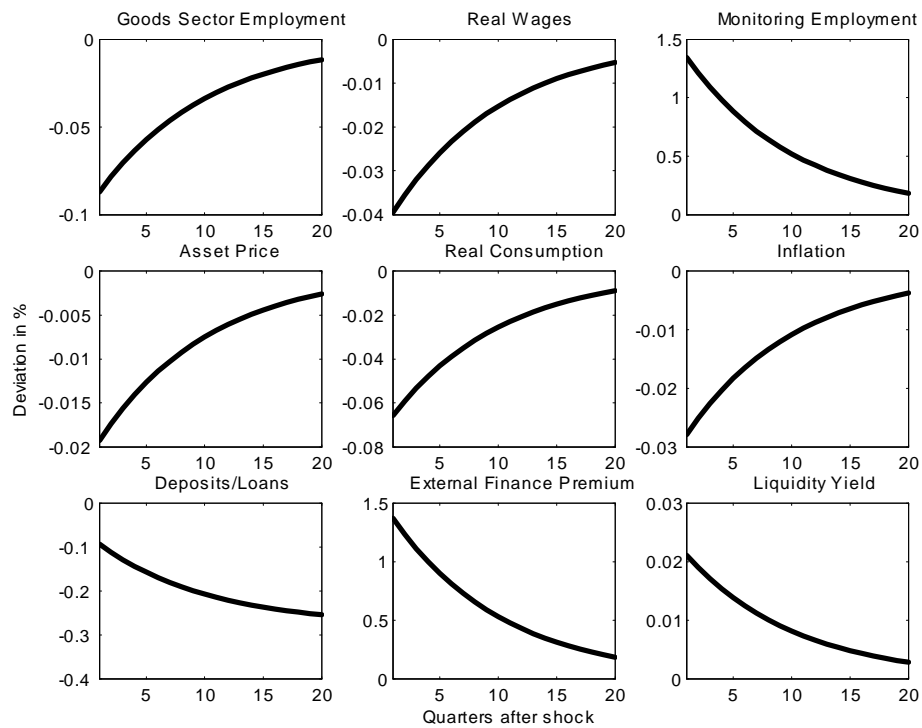 Goods Sector Employment
Real Wages
Monitoring Employment
0
-0.05
-0.1
5 10 15 20
0
-0.01
-0.02
-0.03
-0.04
5 10 15 20
1.5
1
0.5
0
5 10 15 20
Asset Price
Real Consumption
Inflation
Deviation in %
0
-0.005
-0.01
-0.015
-0.02
5 10 15 20
0
-0.02
-0.04
-0.06
-0.08
5 10 15 20
0
-0.01
-0.02
-0.03
5 10 15 20
Deposits/Loans
External Finance Premium
Liquidity Yield
0
-0.1
-0.2
-0.3
-0.4
5 10 15 20
1.5
1
0.5
0
5 10 15 20
0.03
0.02
0.01
0
5 10 15 20
Quarters after shock